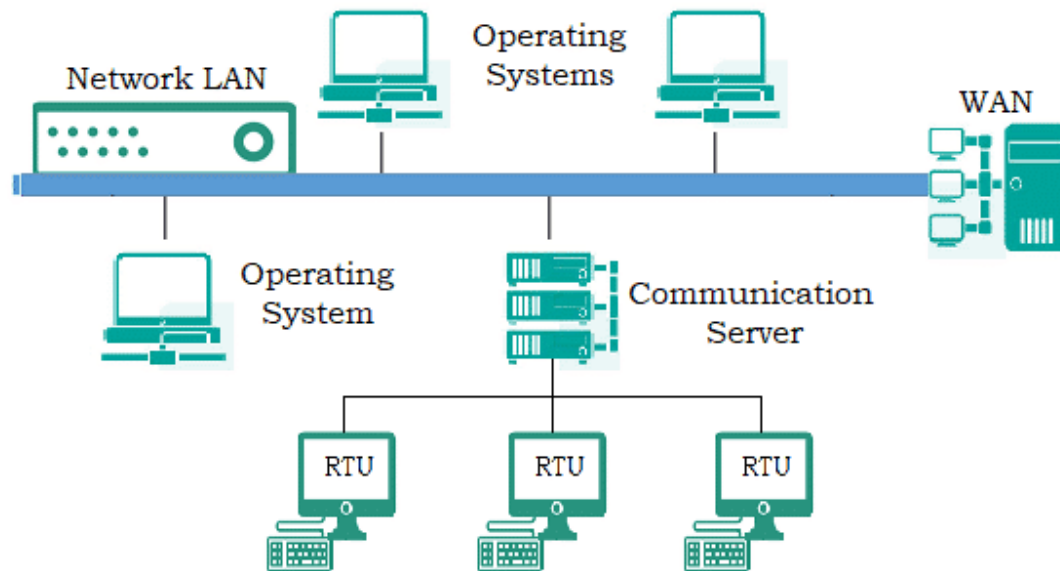 Operating
Systems
Network LAN
WAN
Operating
System
Communication
Server
RTU
RTU
RTU